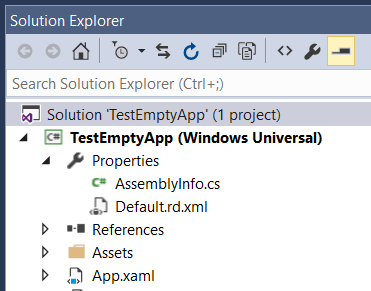 Solution Explorer
Search Solution Explorer (Ctrl+;)
Solution 'TestEmptyApp' (1 project)
C# TestEmptyApp (Windows Universal)
Properties
C# AssemblyInfo.cs
Default.rd.xml
References
Assets
App.xaml